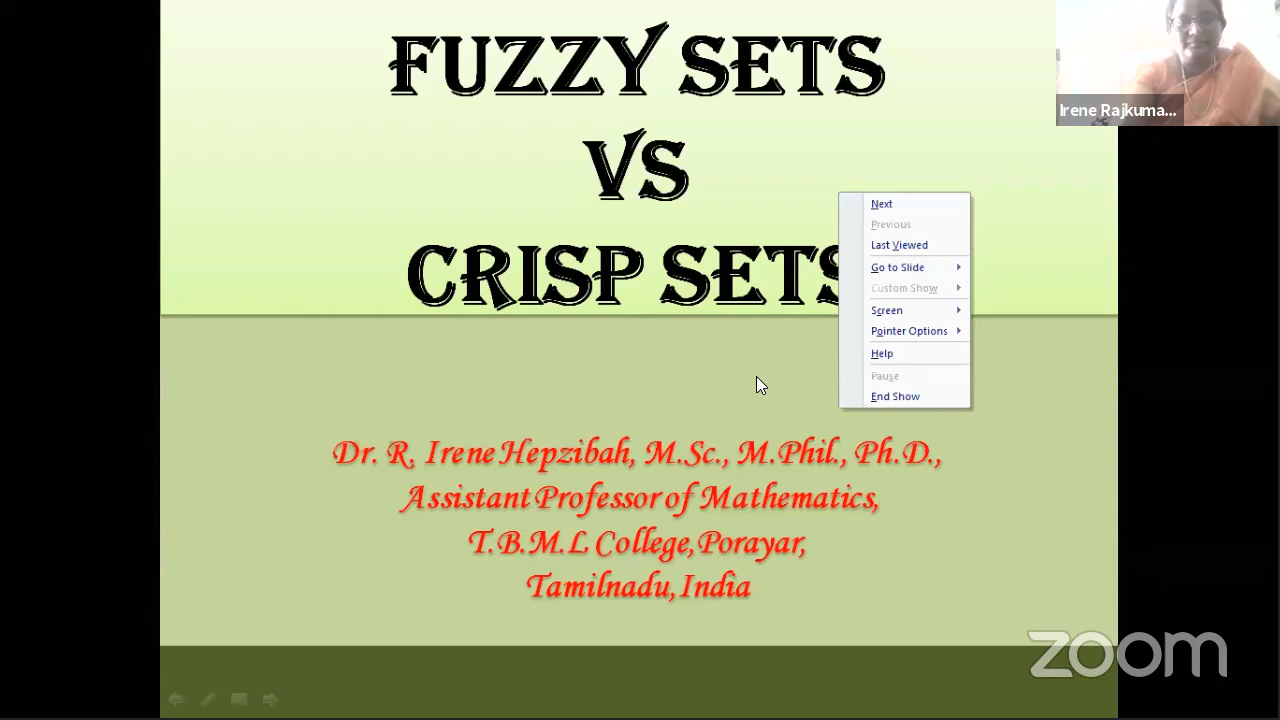 FUZZY SETS
VS
CRISP SETS
Irene Rajkuma...
Next
Previous
Last Viewed
Go to Slide
Custom Show
Screen
Pointer Options
Help
Pause
End Show
Dr. R. Irene Hepzibah, M.Sc., M.Phil., Ph.D.,
Assistant Professor of Mathematics,
T.B.M.L College,Porayar,
Tamilnadu,India
zoom